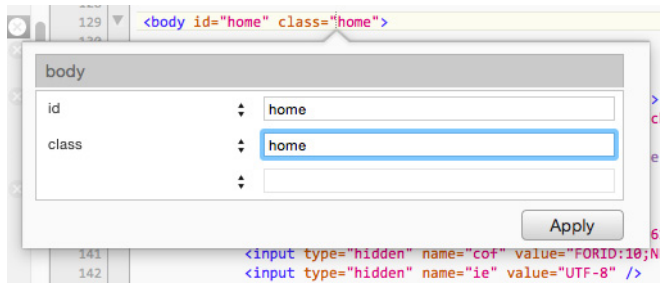 129 <body id="home" class="home">
body
id home
class home
Apply
141 <input type="hidden" name="cof" value="FORID:10;N
142 <input type="hidden" name="ie" value="UTF-8" />